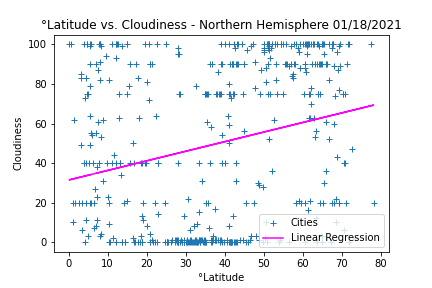 °Latitude vs. Cloudiness - Northern Hemisphere 01/18/2021
100
80
60
40
20
0
Cloudiness
Cities
Linear Regression
0 10 20 30 40 50 60 70 80
°Latitude